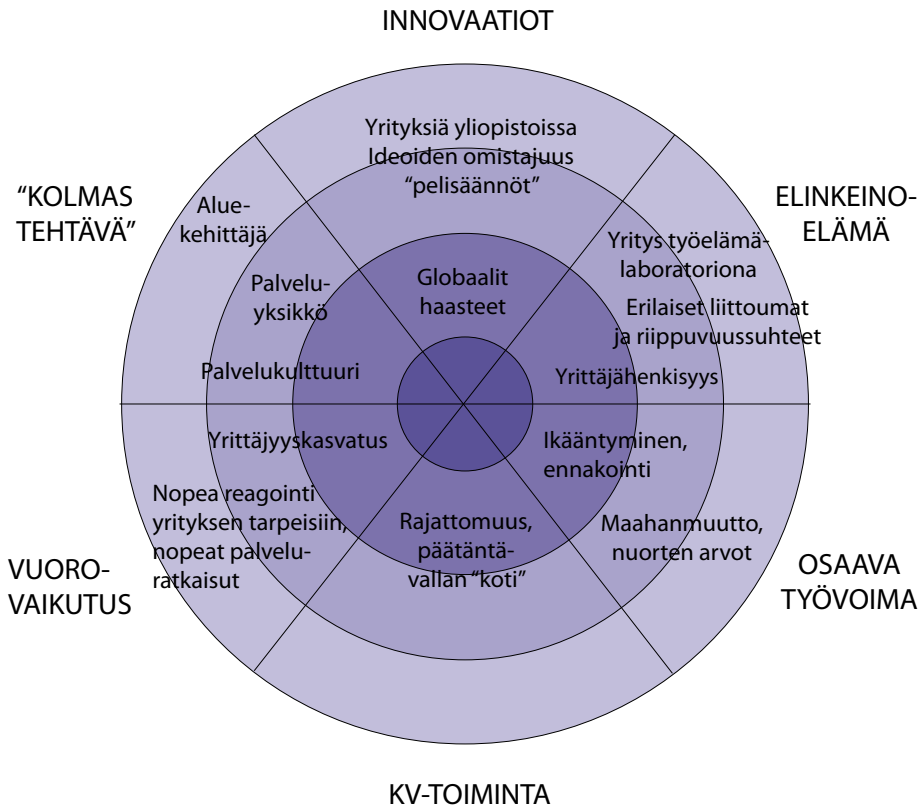 INNOVAATIOT
Yrityksiä yliopistoissa
Ideoiden omistajuus
“pelisäännöt”
“KOLMAS
TEHTÄVÄ”
Alue-
kehittäjä
ELINKEINO-
ELÄMÄ
Yritys työelämä-
laboratoriona
Palvelu-
yksikkö
Globaalit
haasteet
Erilaiset liittoumat
ja riippuvuussuhteet
Palvelukulttuuri
Yrittäjähenkisyys
Yrittäjyyskasvatus
Ikääntyminen,
ennakointi
Nopea reagointi
yrityksen tarpeisiin,
nopeat palvelu-
ratkaisut
Rajattomuus,
päätäntä-
vallan “koti”
Maahanmuutto,
nuorten arvot
VUORO-
VAIKUTUS
OSAAVA
TYÖVOIMA
KV-TOIMINTA